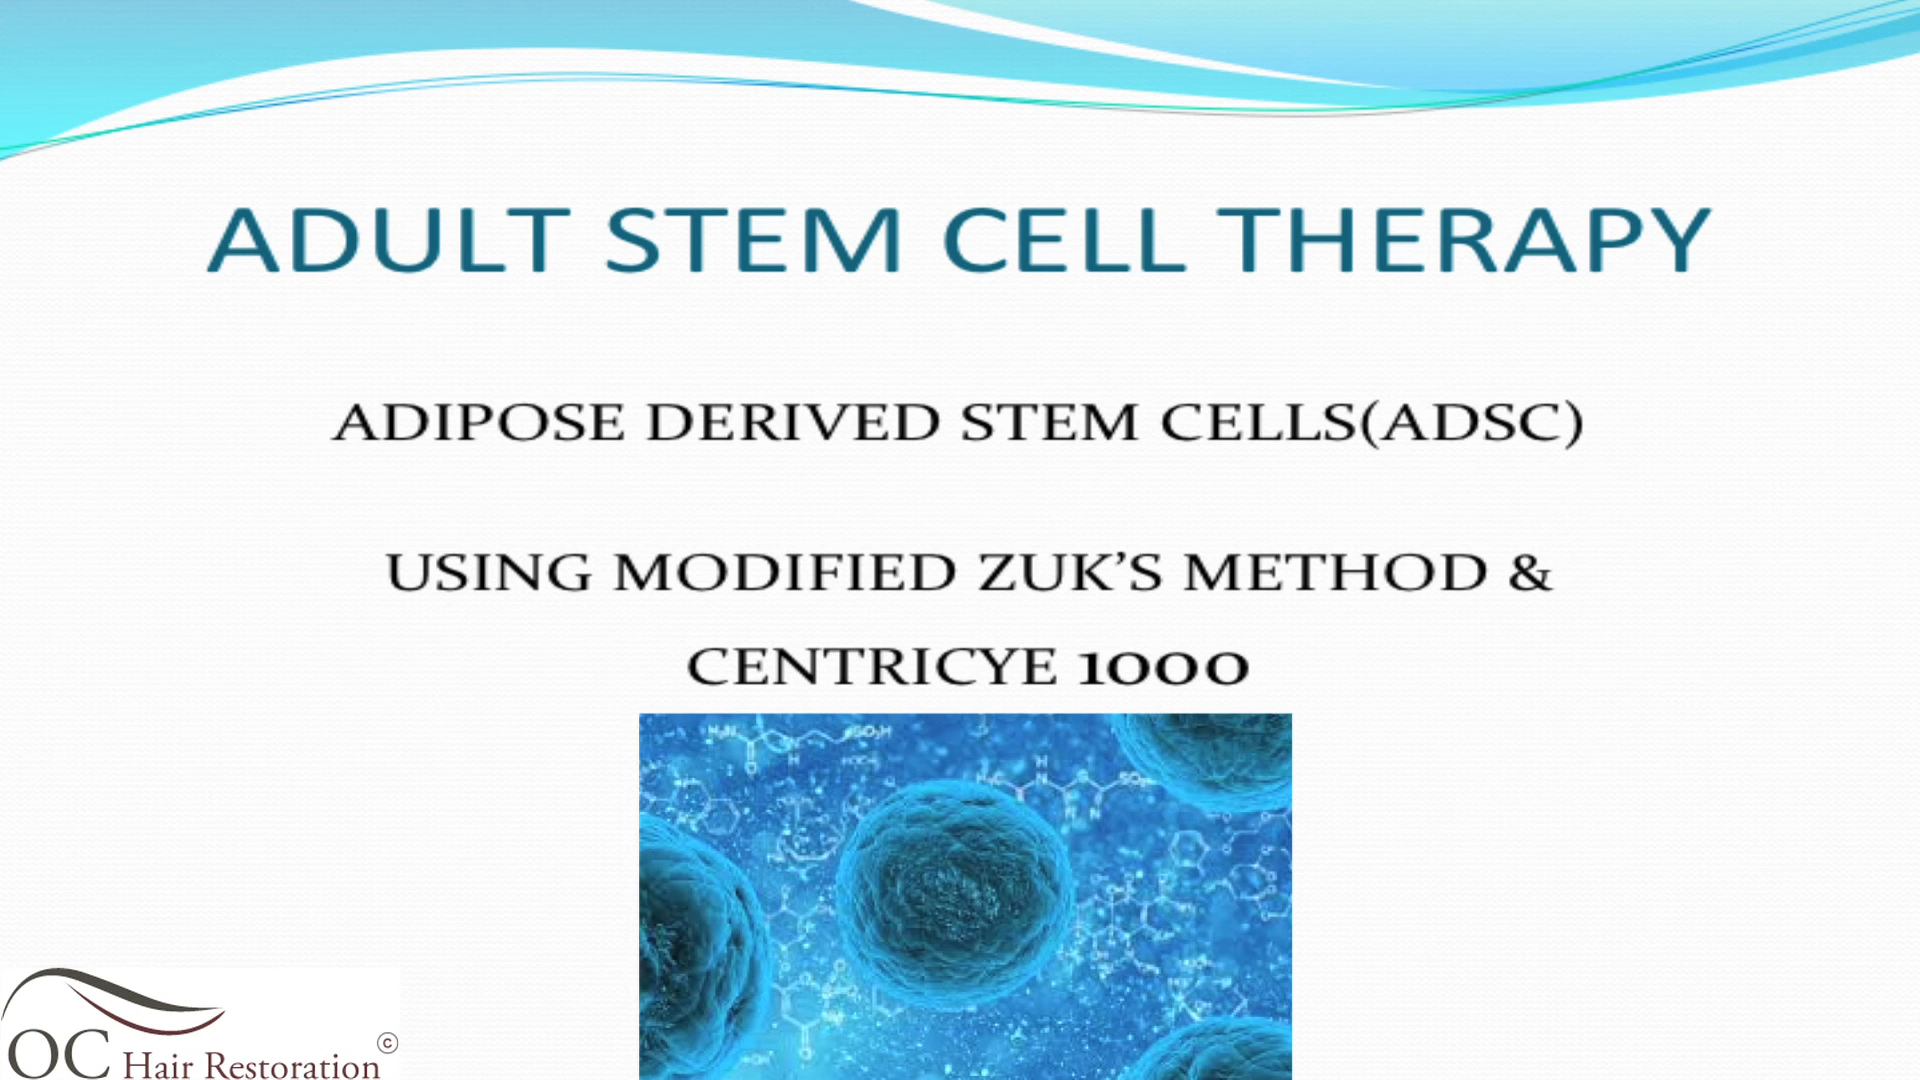 ADULT STEM CELL THERAPY
ADIPOSE DERIVED STEM CELLS(ADSC)
USING MODIFIED ZUK’S METHOD &
CENTRICYE 1000
OC Hair Restoration ©